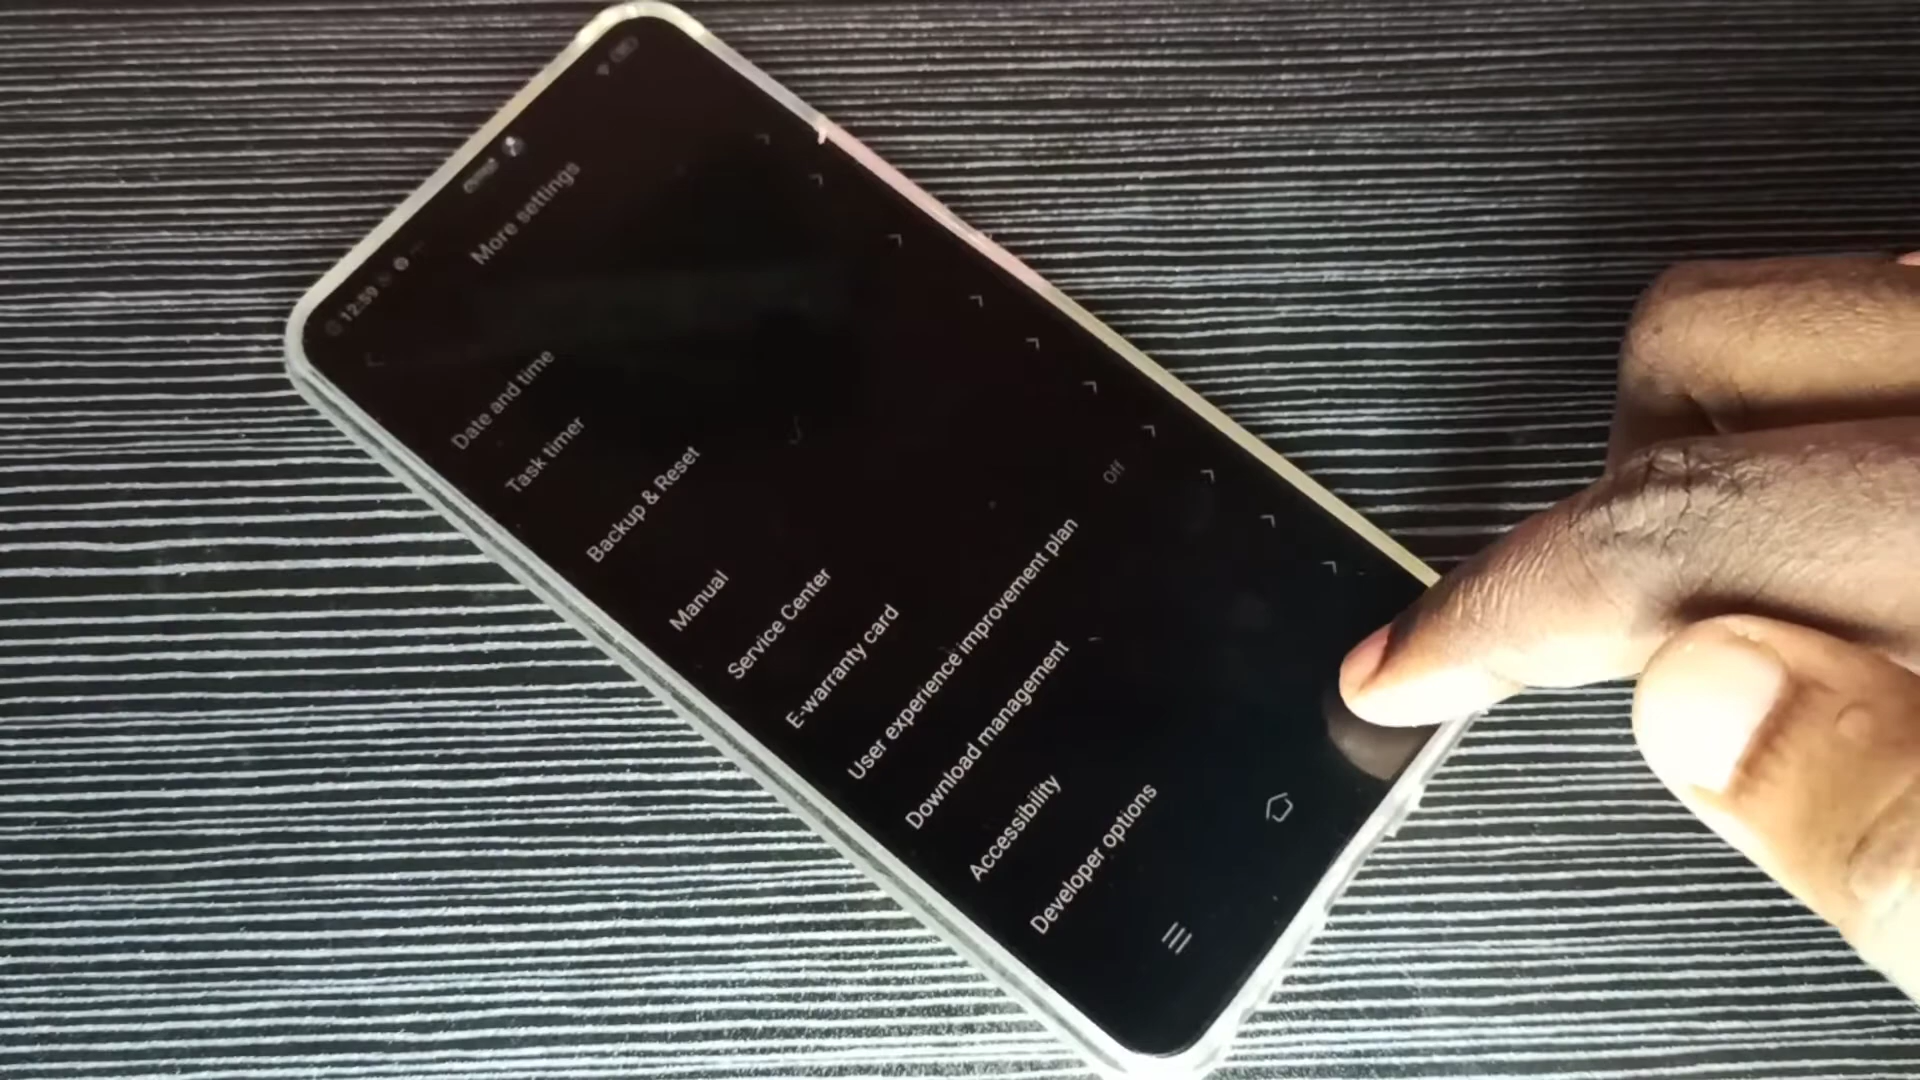 12:59
More settings
Date and time
Task timer
Backup & Reset
Manual
Service Center
E-warranty card
User experience improvement plan
Off
Download management
Accessibility
Developer options